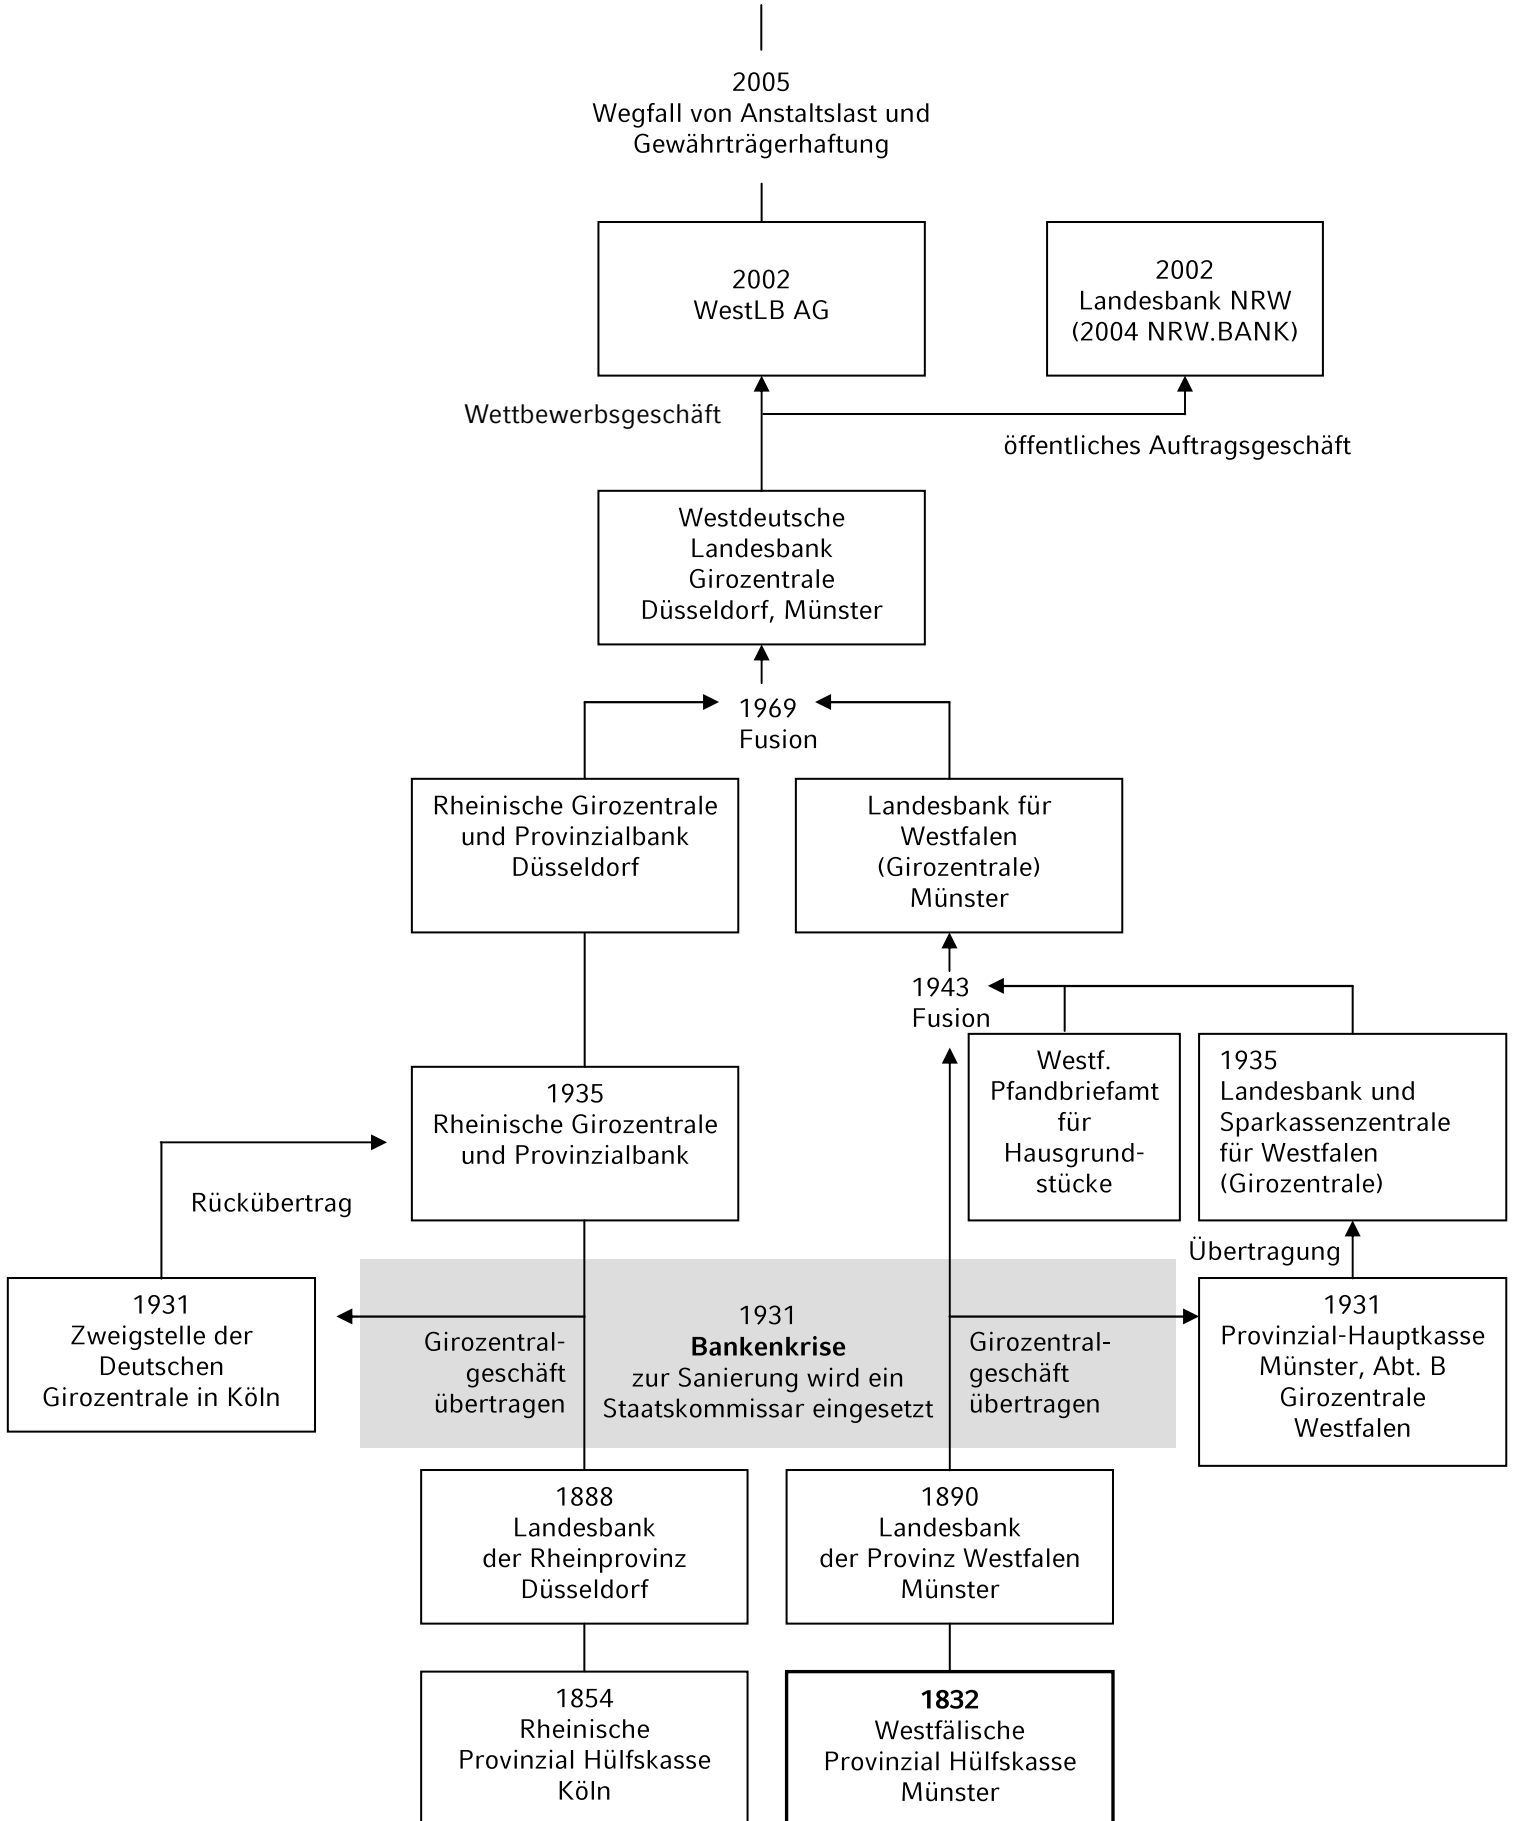 2005
Wegfall von Anstaltslast und
Gewährträgerhaftung
2002
WestLB AG
2002
Landesbank NRW
(2004 NRW.BANK)
Wettbewerbsgeschäft
öffentliches Auftragsgeschäft
Westdeutsche
Landesbank
Girozentrale
Düsseldorf, Münster
1969
Fusion
Rheinische Girozentrale
und Provinzialbank
Düsseldorf
Landesbank für
Westfalen
(Girozentrale)
Münster
1943
Fusion
1935
Rheinische Girozentrale
und Provinzialbank
Westf.
Pfandbriefamt
für
Hausgrund-
stücke
1935
Landesbank und
Sparkassenzentrale
für Westfalen
(Girozentrale)
Rückübertrag
Übertragung
1931
Zweigstelle der
Deutschen
Girozentrale in Köln
Girozentral-
geschäft
übertragen
1931
Bankenkrise
zur Sanierung wird ein
Staatskommissar eingesetzt
Girozentral-
geschäft
übertragen
1931
Provinzial-Hauptkasse
Münster, Abt. B
Girozentrale
Westfalen
1888
Landesbank
der Rheinprovinz
Düsseldorf
1890
Landesbank
der Provinz Westfalen
Münster
1854
Rheinische
Provinzial Hülfskasse
Köln
1832
Westfälische
Provinzial Hülfskasse
Münster